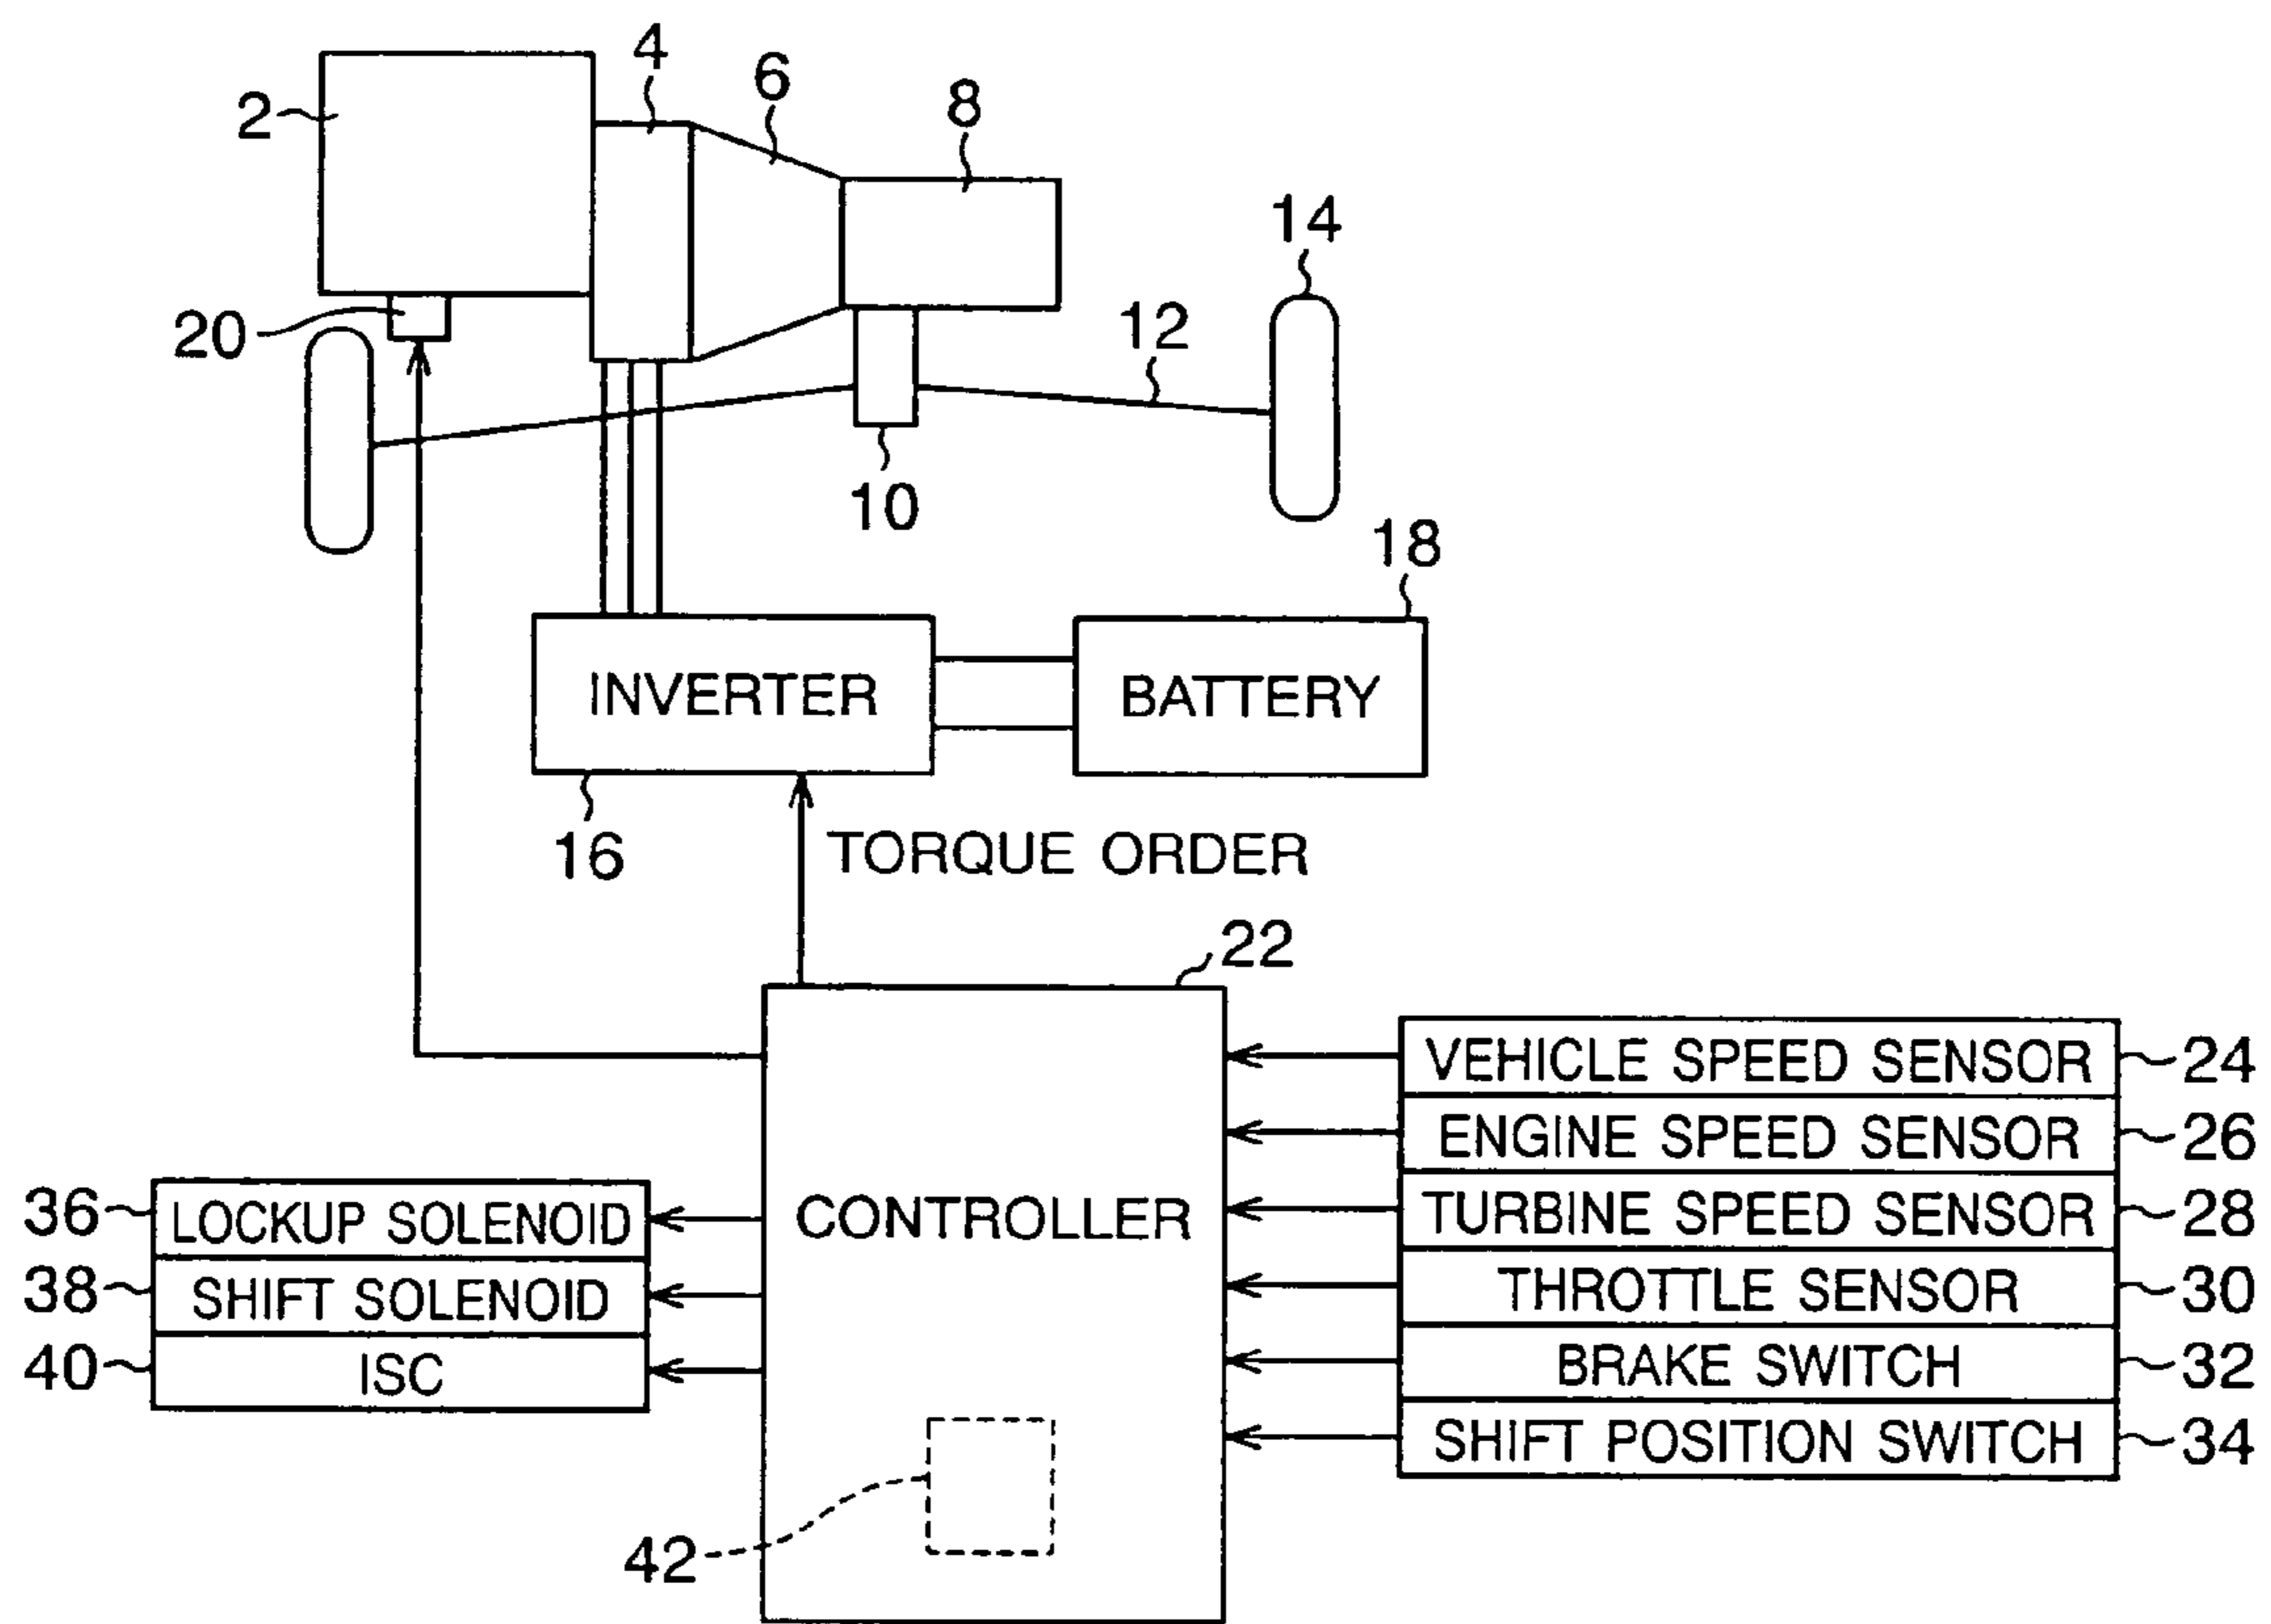 4
6
8
2
14
20
12
10
18
INVERTER
BATTERY
16
TORQUE ORDER
22
VEHICLE SPEED SENSOR 24
ENGINE SPEED SENSOR 26
36 LOCKUP SOLENOID
CONTROLLER
TURBINE SPEED SENSOR 28
38 SHIFT SOLENOID
THROTTLE SENSOR 30
40 ISC
BRAKE SWITCH 32
SHIFT POSITION SWITCH 34
42